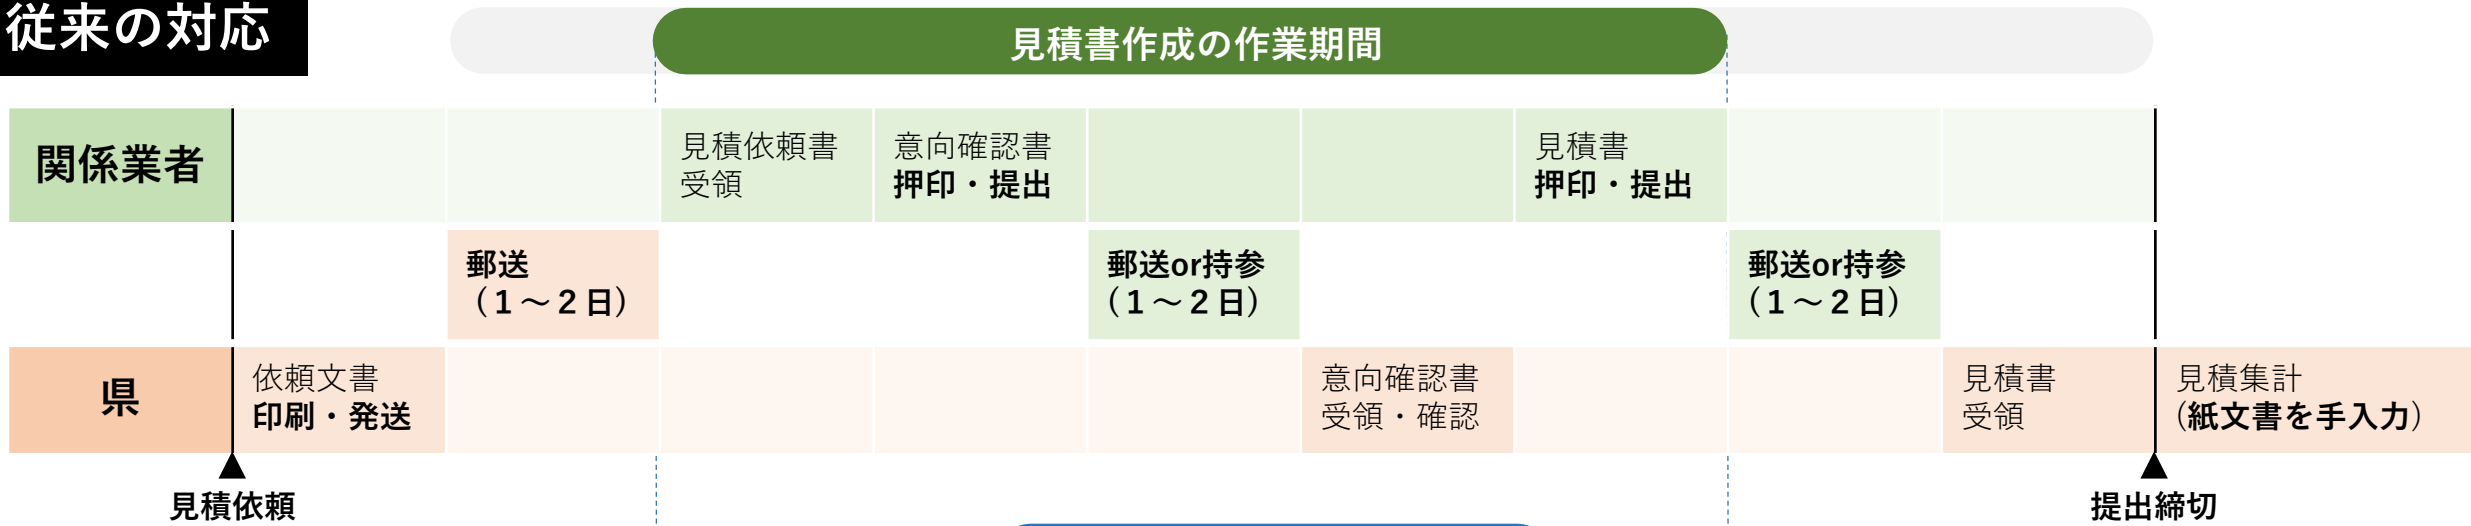 従来の対応
見積書作成の作業期間
関係業者
見積依頼書
受領
意向確認書
押印・提出
見積書
押印・提出
郵送
（１～２日）
郵送or持参
（１～２日）
郵送or持参
（１～２日）
県
依頼文書
印刷・発送
意向確認書
受領・確認
見積書
受領
見積集計
(紙文書を手入力)
見積依頼
提出締切